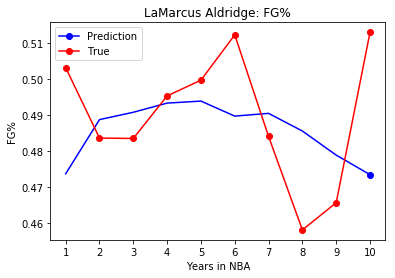 LaMarcus Aldridge: FG%
Prediction
True
0.51
0.50
0.49
0.48
0.47
0.46
FG%
1 2 3 4 5 6 7 8 9 10
Years in NBA